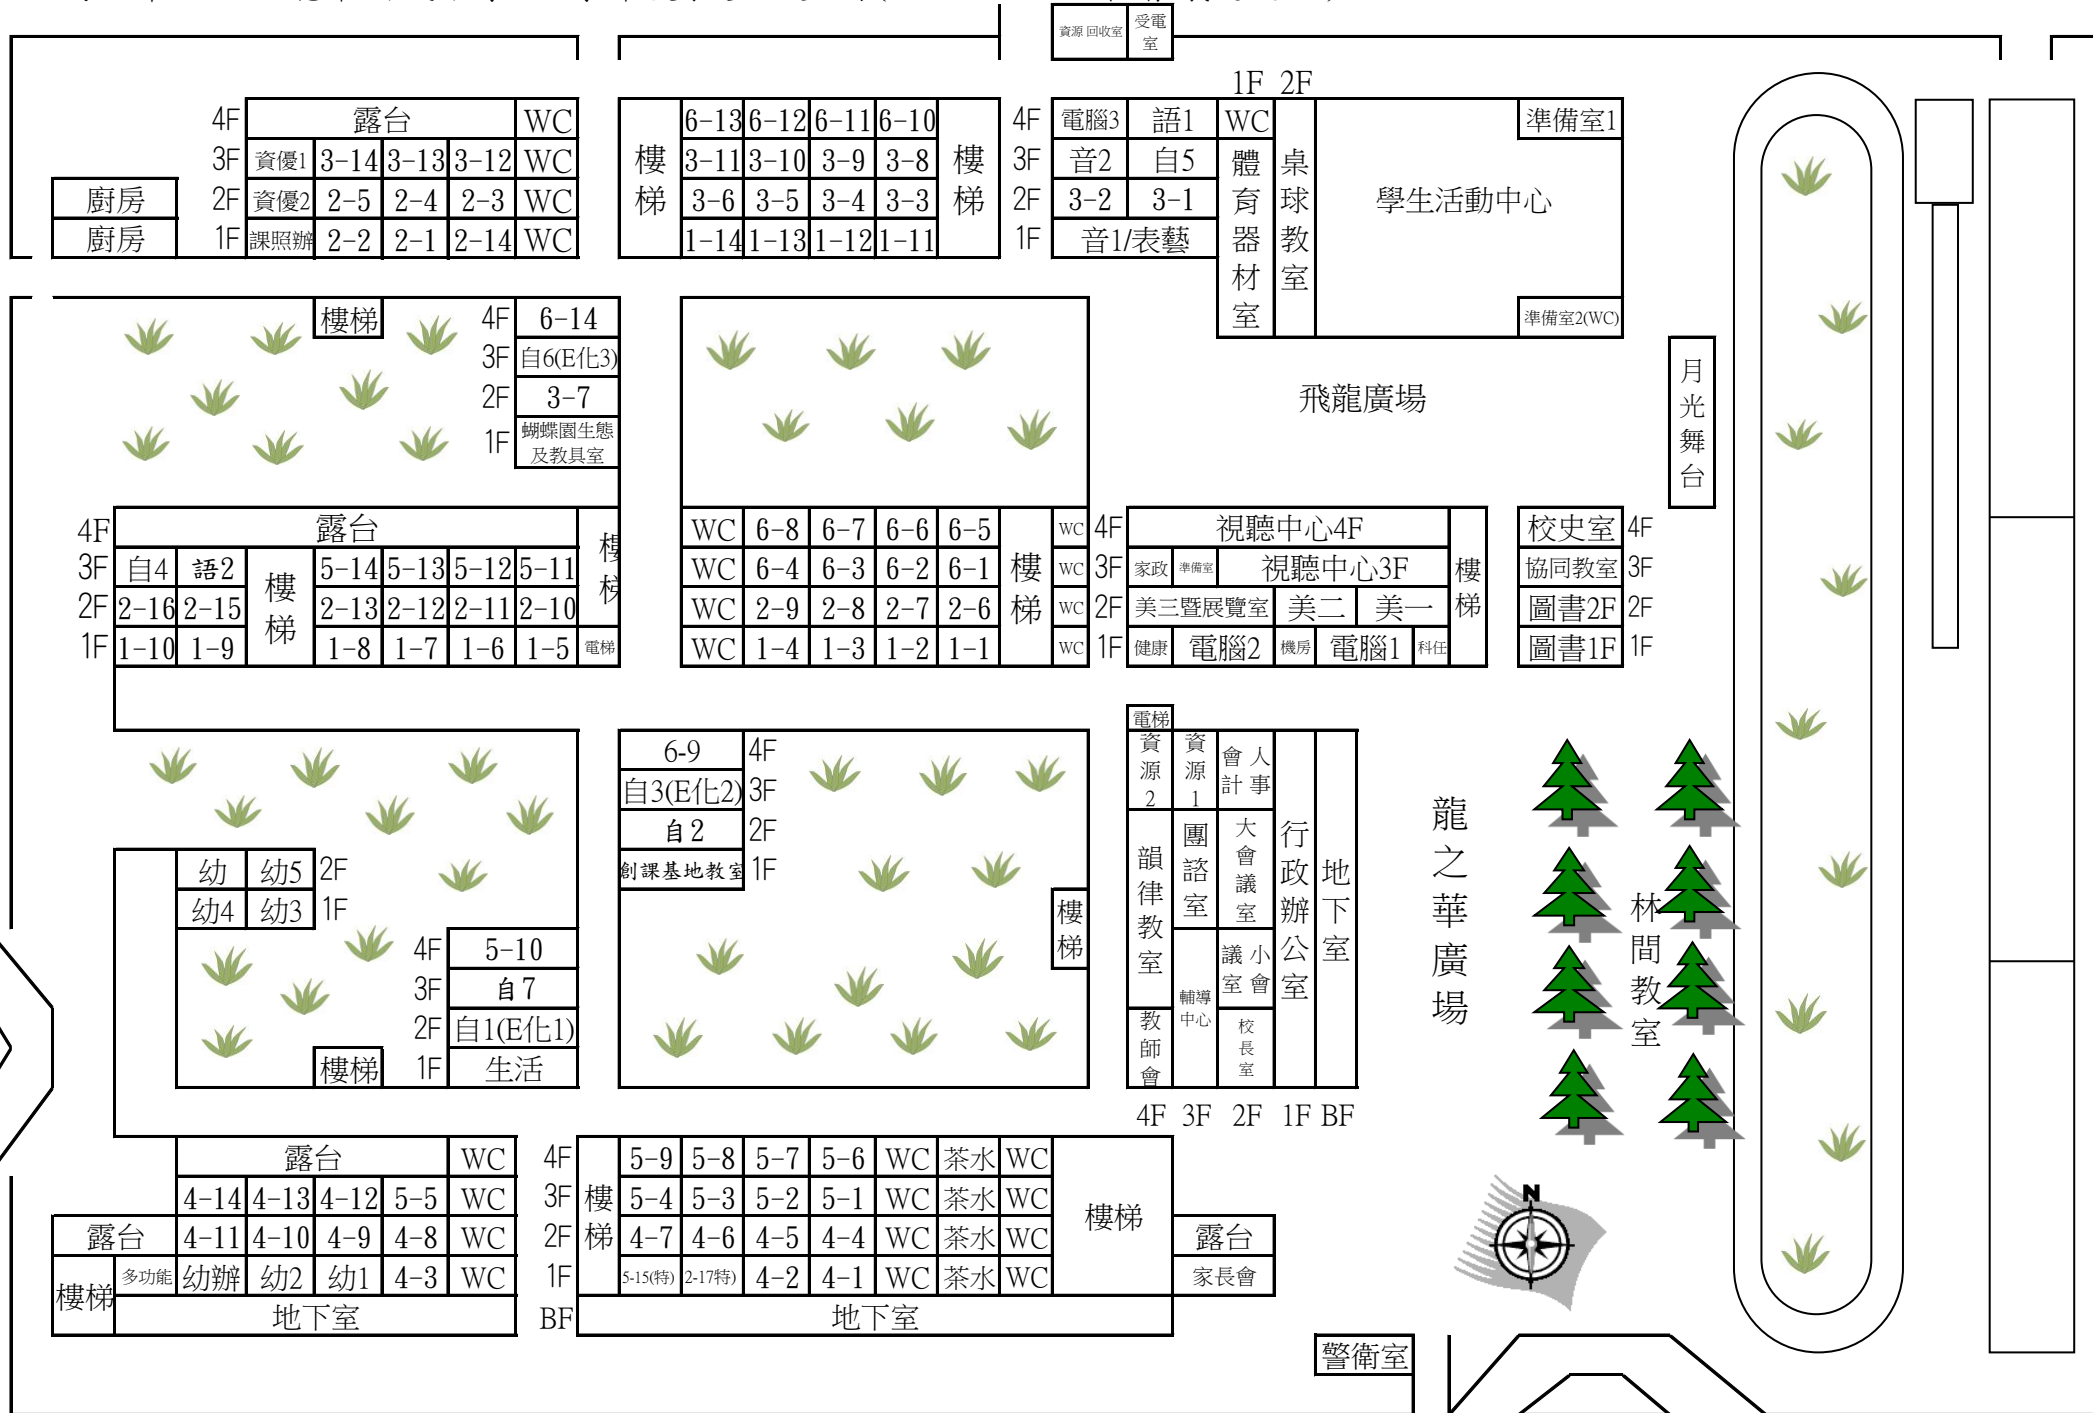 資源 回收室 受電室
1F 2F
4F 露台 WC
3F 資優1 3-14 3-13 3-12 WC
廚房 2F 資優2 2-5 2-4 2-3 WC
廚房 1F 課照辦 2-2 2-1 2-14 WC
樓梯 6-13 6-12 6-11 6-10 樓梯
3-11 3-10 3-9 3-8
3-6 3-5 3-4 3-3
1-14 1-13 1-12 1-11
4F 電腦3 語1 WC
3F 音2 自5
2F 3-2 3-1
1F 音1/表藝
體育器材室
桌球教室
學生活動中心
準備室1
準備室2(WC)
樓梯
4F 6-14
3F 自6(E化3)
2F 3-7
1F 蝴蝶園生態
及教具室
飛龍廣場
月光舞台
4F 露台 樓梯
3F 自4 語2 樓梯 5-14 5-13 5-12 5-11
2F 2-16 2-15 2-13 2-12 2-11 2-10
1F 1-10 1-9 1-8 1-7 1-6 1-5 電梯
WC 6-8 6-7 6-6 6-5 樓梯 WC
WC 6-4 6-3 6-2 6-1 WC
WC 2-9 2-8 2-7 2-6 WC
WC 1-4 1-3 1-2 1-1 WC
4F 視聽中心4F 樓梯
3F 家政 準備室 視聽中心3F
2F 美三暨展覽室 美二 美一
1F 健康 電腦2 機房 電腦1 科任
校史室 4F
協同教室 3F
圖書2F 2F
圖書1F 1F
6-9 4F
自3(E化2) 3F
自2 2F
創課基地教室 1F
樓梯
幼 幼5 2F
幼4 幼3 1F
4F 5-10
3F 自7
2F 自1(E化1)
1F 生活
樓梯
電梯
資源2
韻律教室
教師會
資源1
團諮室
輔導中心
人事
會計
大會議室
小會議室
校長室
行政辦公室
地下室
4F 3F 2F 1F BF
龍之華廣場
林間教室
N
露台 WC
4-14 4-13 4-12 5-5 WC
露台 4-11 4-10 4-9 4-8 WC
樓梯 多功能 幼辦 幼2 幼1 4-3 WC
地下室
4F 樓梯 5-9 5-8 5-7 5-6 WC 茶水 WC 樓梯
3F 5-4 5-3 5-2 5-1 WC 茶水 WC
2F 4-7 4-6 4-5 4-4 WC 茶水 WC 露台
1F 5-15(特) 2-17特) 4-2 4-1 WC 茶水 WC 家長會
BF 地下室
警衛室